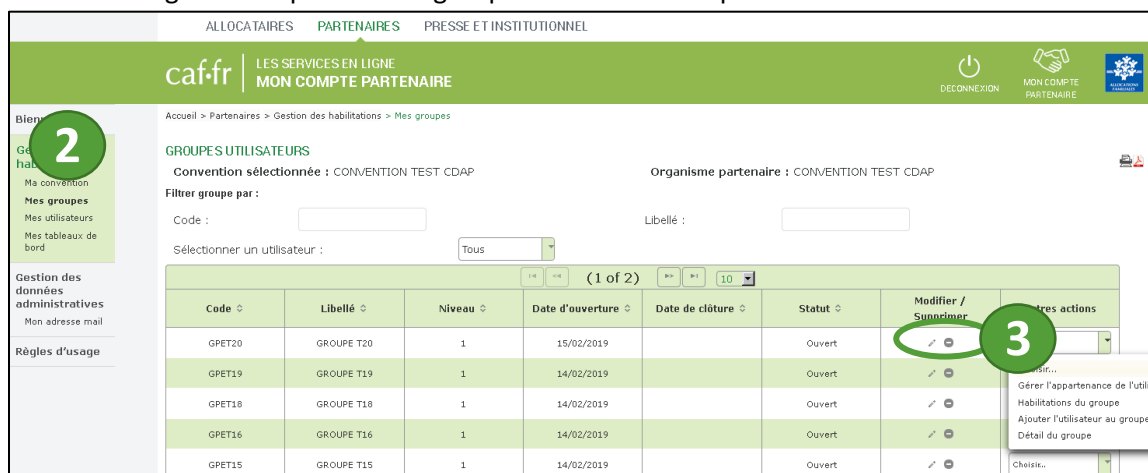 ALLOCATAIRES PARTENAIRES PRESSE ET INSTITUTIONNEL
caf.fr
LES SERVICES EN LIGNE
MON COMPTE PARTENAIRE
DECONNEXION
MON COMPTE
PARTENAIRE
ALLOCATIONS
FAMILIALES
2
Ma convention
Mes groupes
Mes utilisateurs
Mes tableaux de
bord
Gestion des
données
administratives
Mon adresse mail
Règles d'usage
Accueil > Partenaires > Gestion des habilitations > Mes groupes
GROUPES UTILISATEURS
Convention sélectionnée : CONVENTION TEST CDAP Organisme partenaire : CONVENTION TEST CDAP
Filtrer groupe par :
Code : Libellé :
Sélectionner un utilisateur : Tous
(1 of 2) 10
Code Libellé Niveau Date d'ouverture Date de clôture Statut Modifier / Supprimer actions
GPET20 GROUPE T20 1 15/02/2019 Ouvert
3
GPET19 GROUPE T19 1 14/02/2019 Ouvert
GPET18 GROUPE T18 1 14/02/2019 Ouvert
GPET16 GROUPE T16 1 14/02/2019 Ouvert
GPET15 GROUPE T15 1 14/02/2019 Ouvert Choisir...
Gérer l'appartenance de l'utili
Habilitations du groupe
Ajouter l'utilisateur au groupe
Détail du groupe